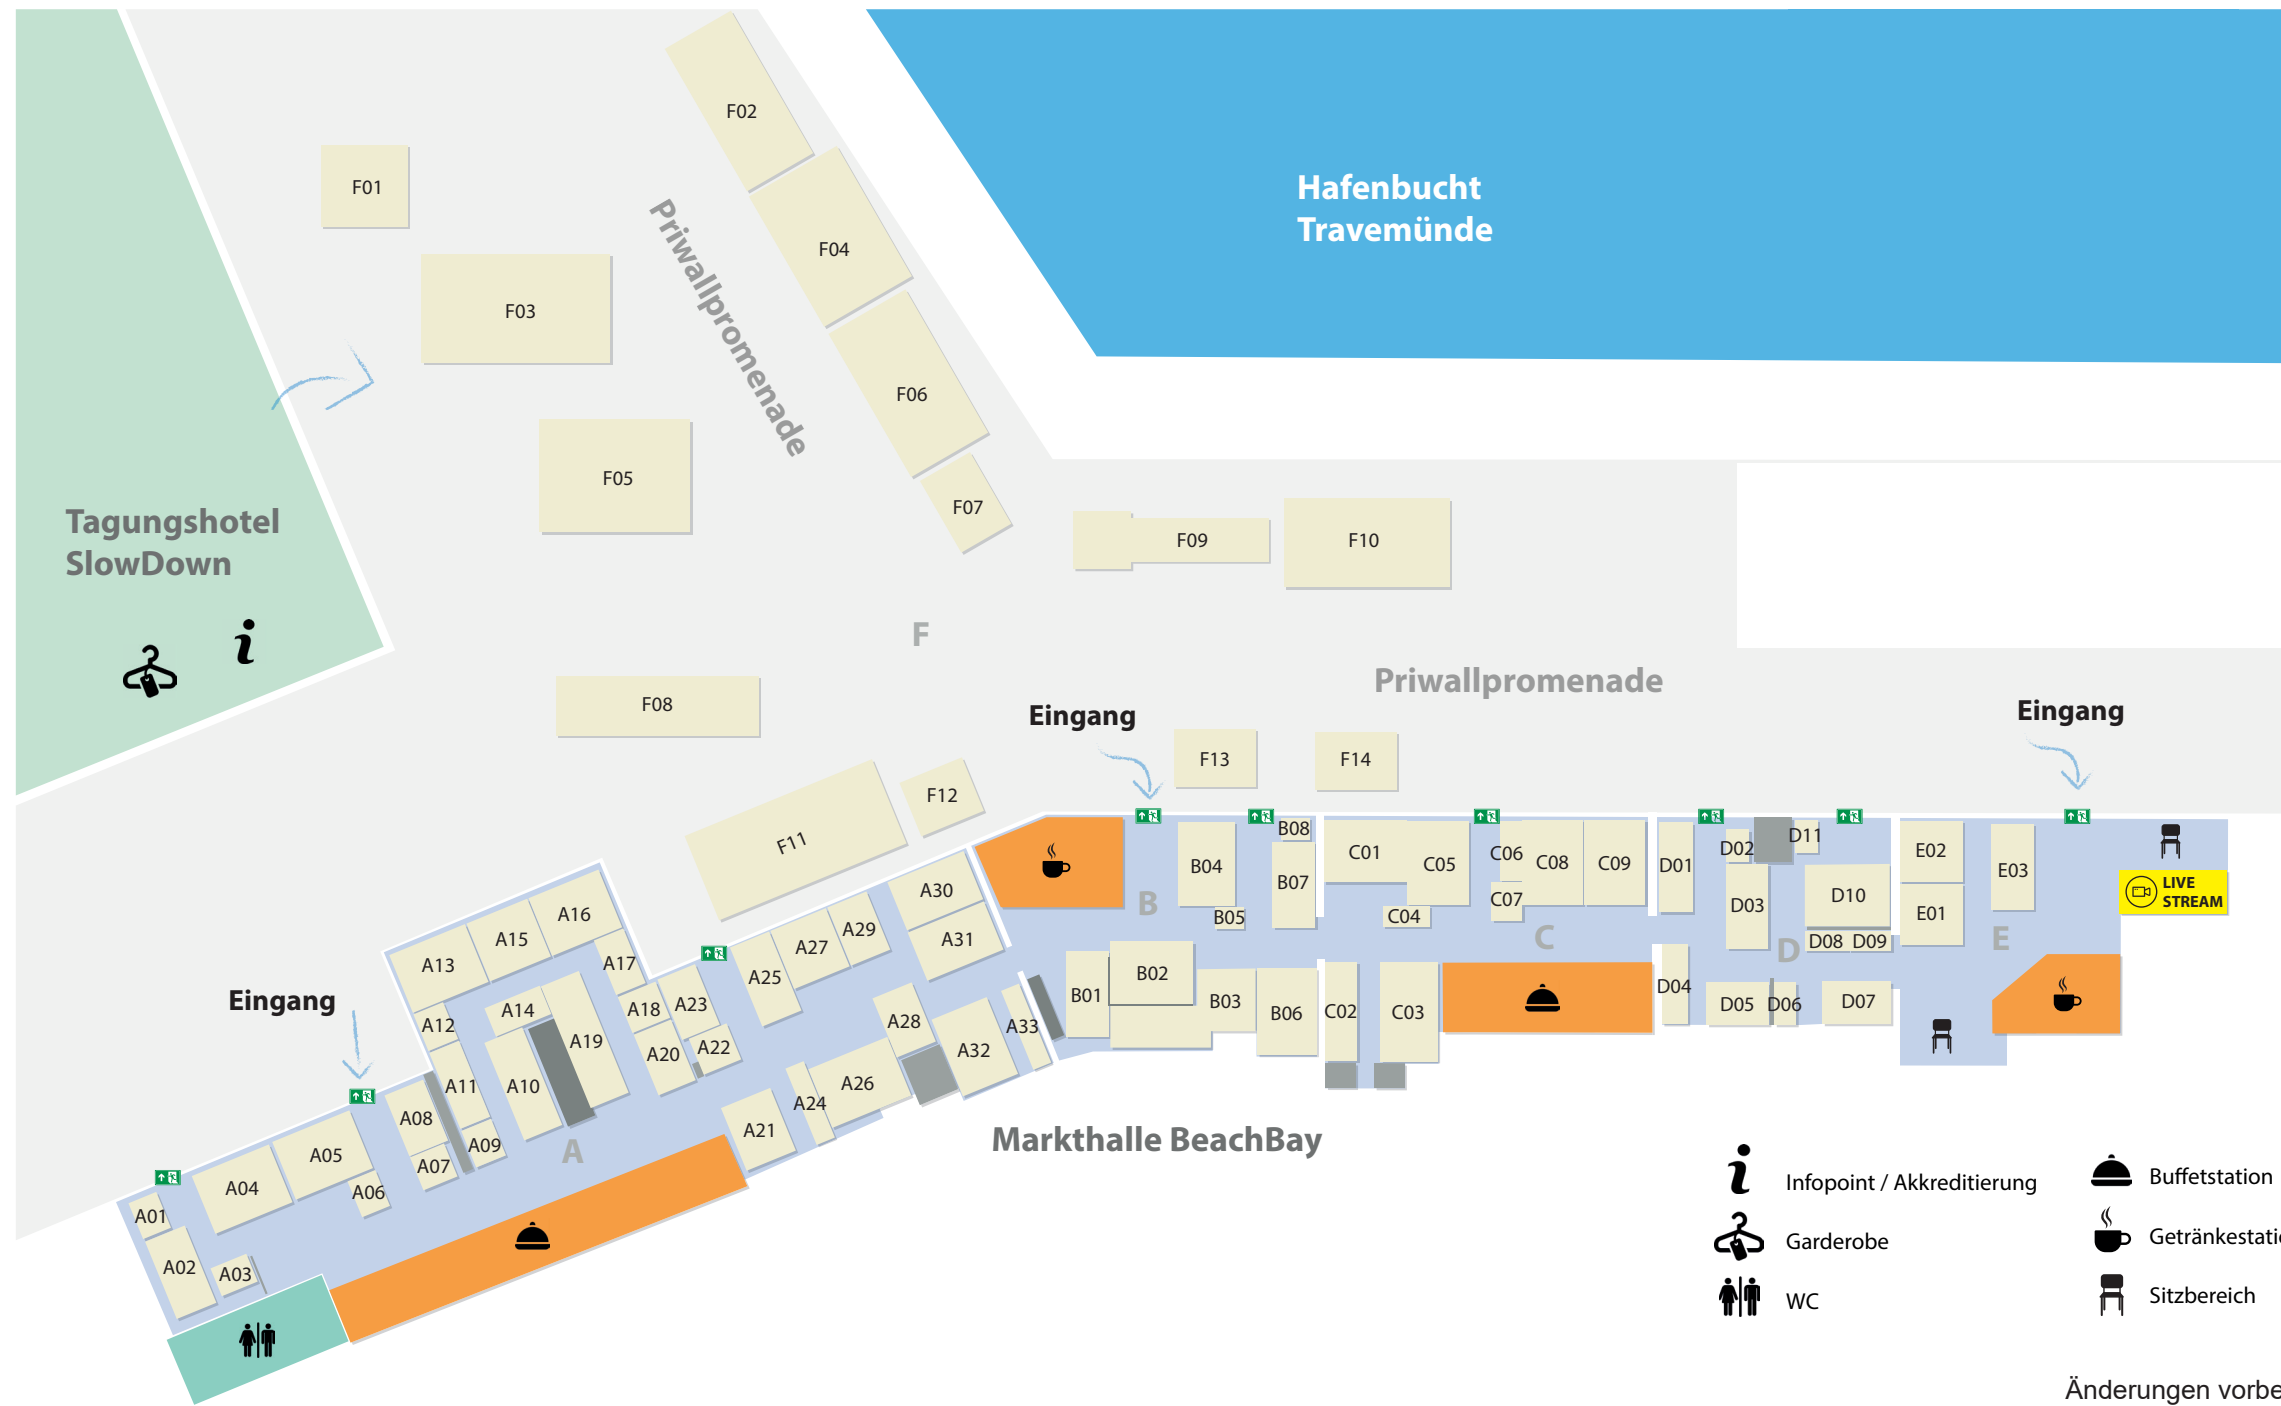 F02
F01
Hafenbucht
Travemünde
F04
Priwallpromenade
F03
F06
F05
F07
Tagungshotel
SlowDown
F09
F10
F
Priwallpromenade
F08
Eingang
Eingang
F13
F14
F12
F11
B08
C01
C05
C06
C08
C09
D01
D02
D11
E02
E03
B04
B07
B05
B
C04
C07
C
D03
D10
D08
D09
D
E01
E
LIVE
STREAM
A30
A31
A29
A27
A25
A16
A15
A13
A17
A18
A23
A12
A14
A19
A20
A22
A28
A32
A33
B01
B02
B03
B06
C02
C03
D04
D05
D06
D07
Eingang
A11
A10
A08
A09
A07
A
A26
A24
A21
A05
A04
A06
A01
A02
A03
Markthalle BeachBay
Infopoint / Akkreditierung
Garderobe
WC
Buffetstation
Getränkestati
Sitzbereich
Änderungen vorbe